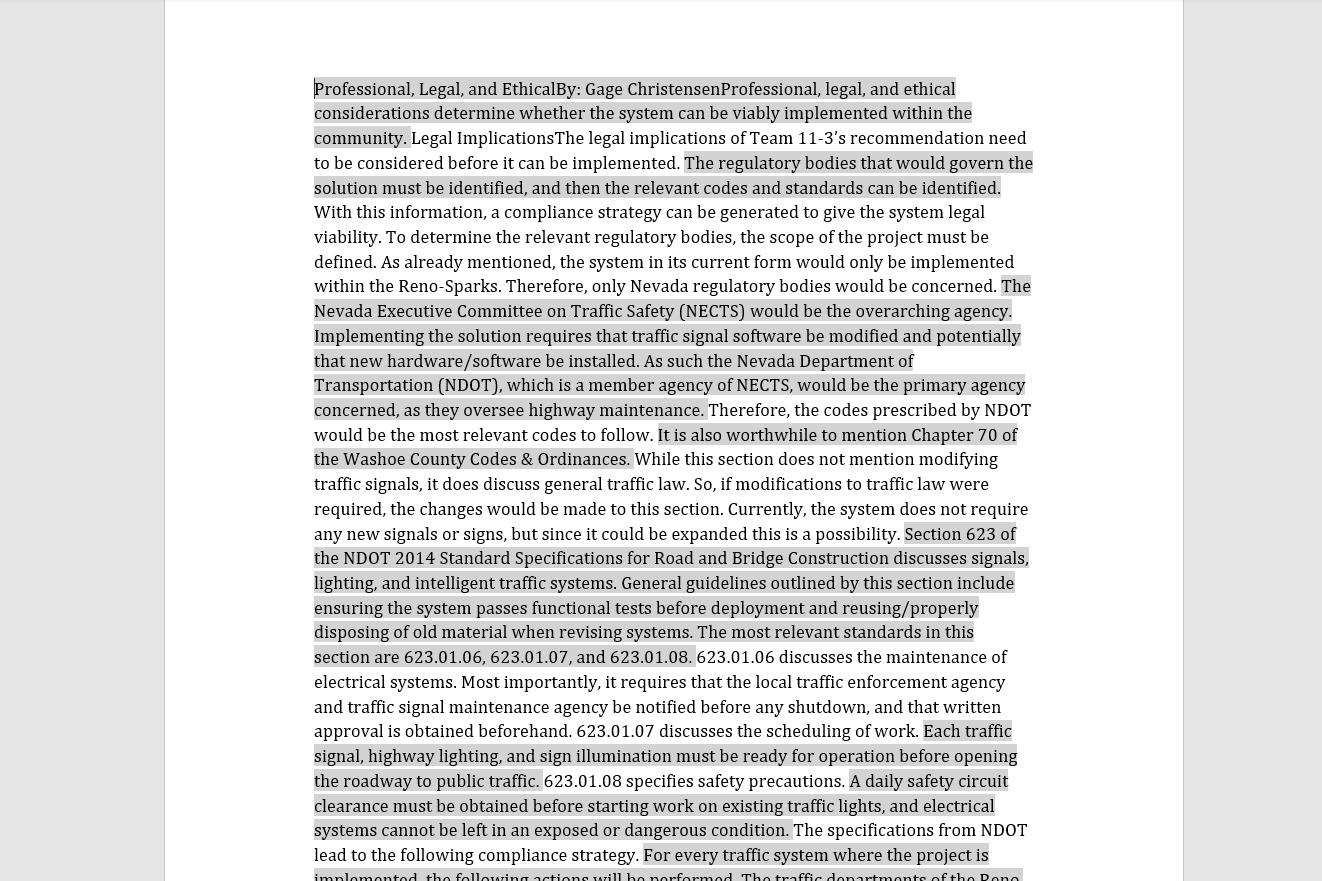 Professional, Legal, and EthicalBy: Gage ChristensenProfessional, legal, and ethical
considerations determine whether the system can be viably implemented within the
community. Legal ImplicationsThe legal implications of Team 11-3’s recommendation need
to be considered before it can be implemented. The regulatory bodies that would govern the
solution must be identified, and then the relevant codes and standards can be identified.
With this information, a compliance strategy can be generated to give the system legal
viability. To determine the relevant regulatory bodies, the scope of the project must be
defined. As already mentioned, the system in its current form would only be implemented
within the Reno-Sparks. Therefore, only Nevada regulatory bodies would be concerned. The
Nevada Executive Committee on Traffic Safety (NECTS) would be the overarching agency.
Implementing the solution requires that traffic signal software be modified and potentially
that new hardware/software be installed. As such the Nevada Department of
Transportation (NDOT), which is a member agency of NECTS, would be the primary agency
concerned, as they oversee highway maintenance. Therefore, the codes prescribed by NDOT
would be the most relevant codes to follow. It is also worthwhile to mention Chapter 70 of
the Washoe County Codes & Ordinances. While this section does not mention modifying
traffic signals, it does discuss general traffic law. So, if modifications to traffic law were
required, the changes would be made to this section. Currently, the system does not require
any new signals or signs, but since it could be expanded this is a possibility. Section 623 of
the NDOT 2014 Standard Specifications for Road and Bridge Construction discusses signals,
lighting, and intelligent traffic systems. General guidelines outlined by this section include
ensuring the system passes functional tests before deployment and reusing/properly
disposing of old material when revising systems. The most relevant standards in this
section are 623.01.06, 623.01.07, and 623.01.08. 623.01.06 discusses the maintenance of
electrical systems. Most importantly, it requires that the local traffic enforcement agency
and traffic signal maintenance agency be notified before any shutdown, and that written
approval is obtained beforehand. 623.01.07 discusses the scheduling of work. Each traffic
signal, highway lighting, and sign illumination must be ready for operation before opening
the roadway to public traffic. 623.01.08 specifies safety precautions. A daily safety circuit
clearance must be obtained before starting work on existing traffic lights, and electrical
systems cannot be left in an exposed or dangerous condition. The specifications from NDOT
lead to the following compliance strategy. For every traffic system where the project is
implemented, the following actions will be performed. The traffic departments of the Reno-